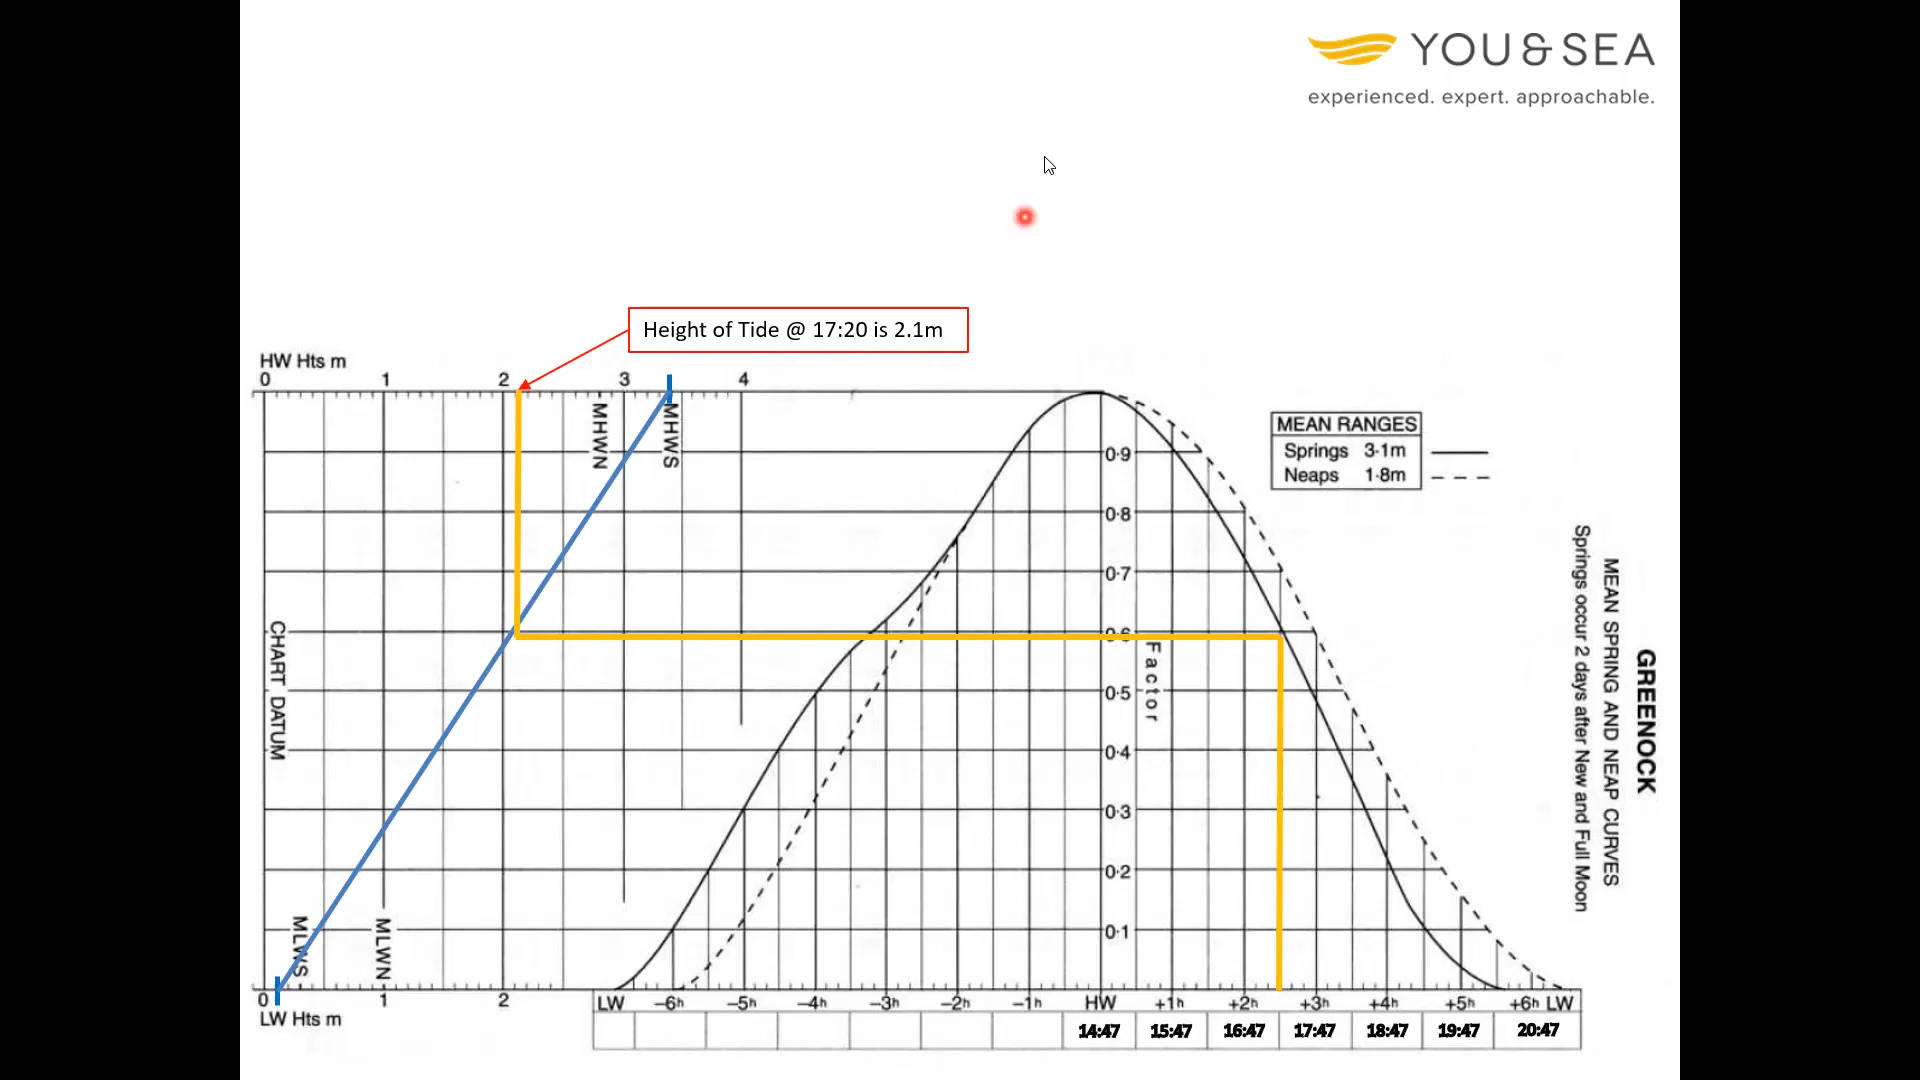 YOU & SEA
experienced. expert. approachable.
Height of Tide @ 17:20 is 2.1m
HW Hts m
0 1 2 3 4
MHWN
MHWS
MEAN RANGES
Springs 3·1m
Neaps 1·8m
0·9
0·8
0·7
0·6
Factor
0·5
0·4
0·3
0·2
0·1
CHART DATUM
MLWS
MLWN
GREENOCK
MEAN SPRING AND NEAP CURVES
Springs occur 2 days after New and Full Moon
0 1 2
LW Hts m
LW –6h –5h –4h –3h –2h –1h HW +1h +2h +3h +4h +5h +6h LW
14:47 15:47 16:47 17:47 18:47 19:47 20:47